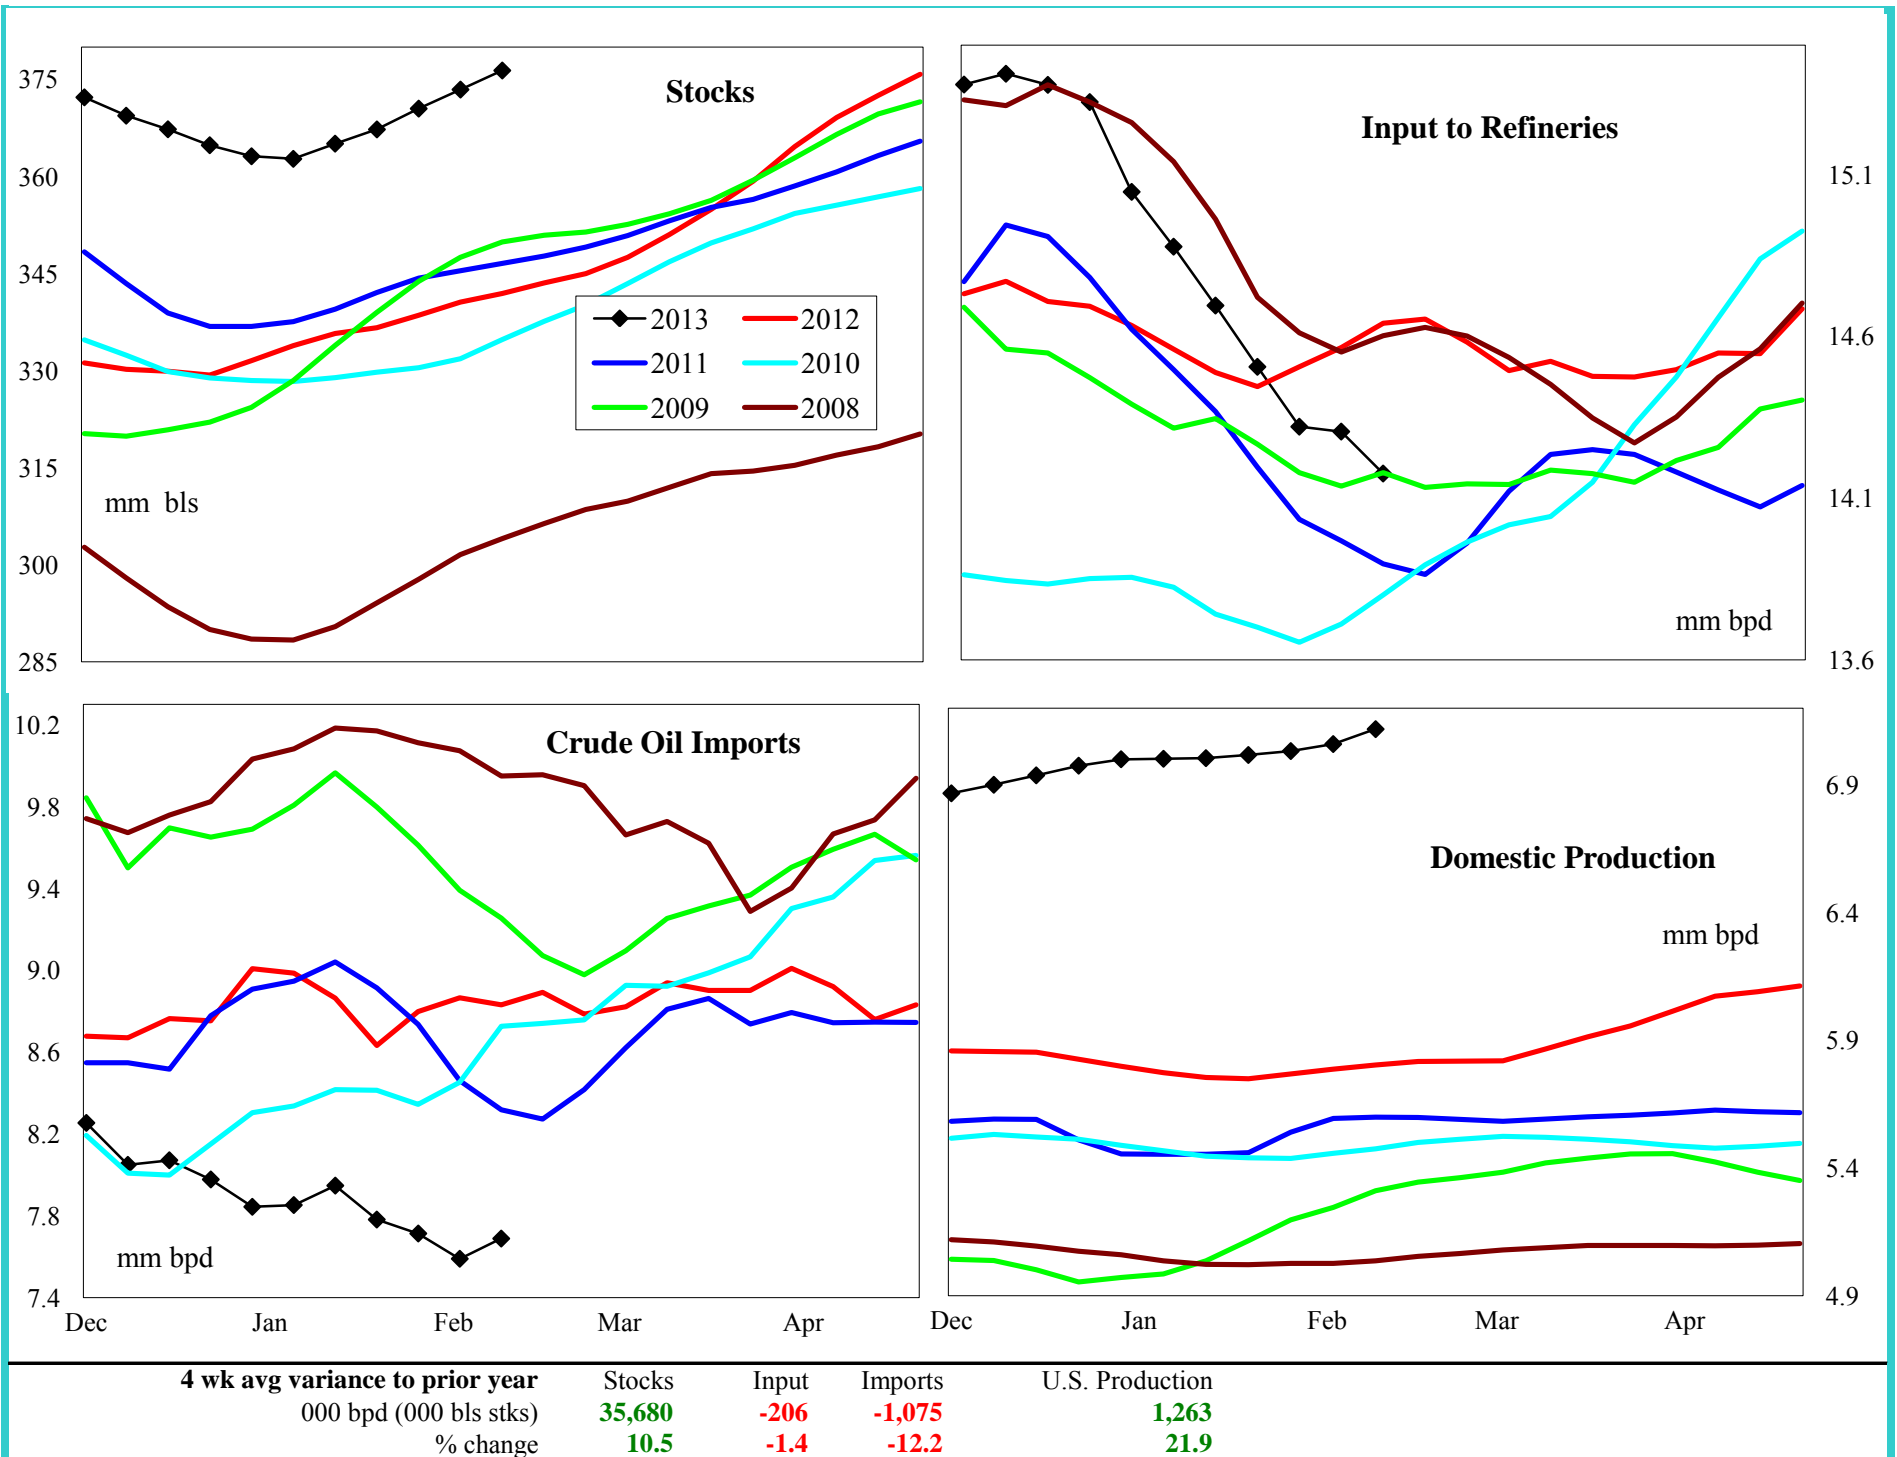 Stocks
375
360
345
330
315
300
285
mm bls
2013 2012
2011 2010
2009 2008
Input to Refineries
15.1
14.6
14.1
13.6
mm bpd
Crude Oil Imports
10.2
9.8
9.4
9.0
8.6
8.2
7.8
7.4
mm bpd
Dec Jan Feb Mar Apr
Domestic Production
mm bpd
6.9
6.4
5.9
5.4
4.9
Dec Jan Feb Mar Apr
4 wk avg variance to prior year Stocks Input Imports U.S. Production
000 bpd (000 bls stks) 35,680 -206 -1,075 1,263
% change 10.5 -1.4 -12.2 21.9